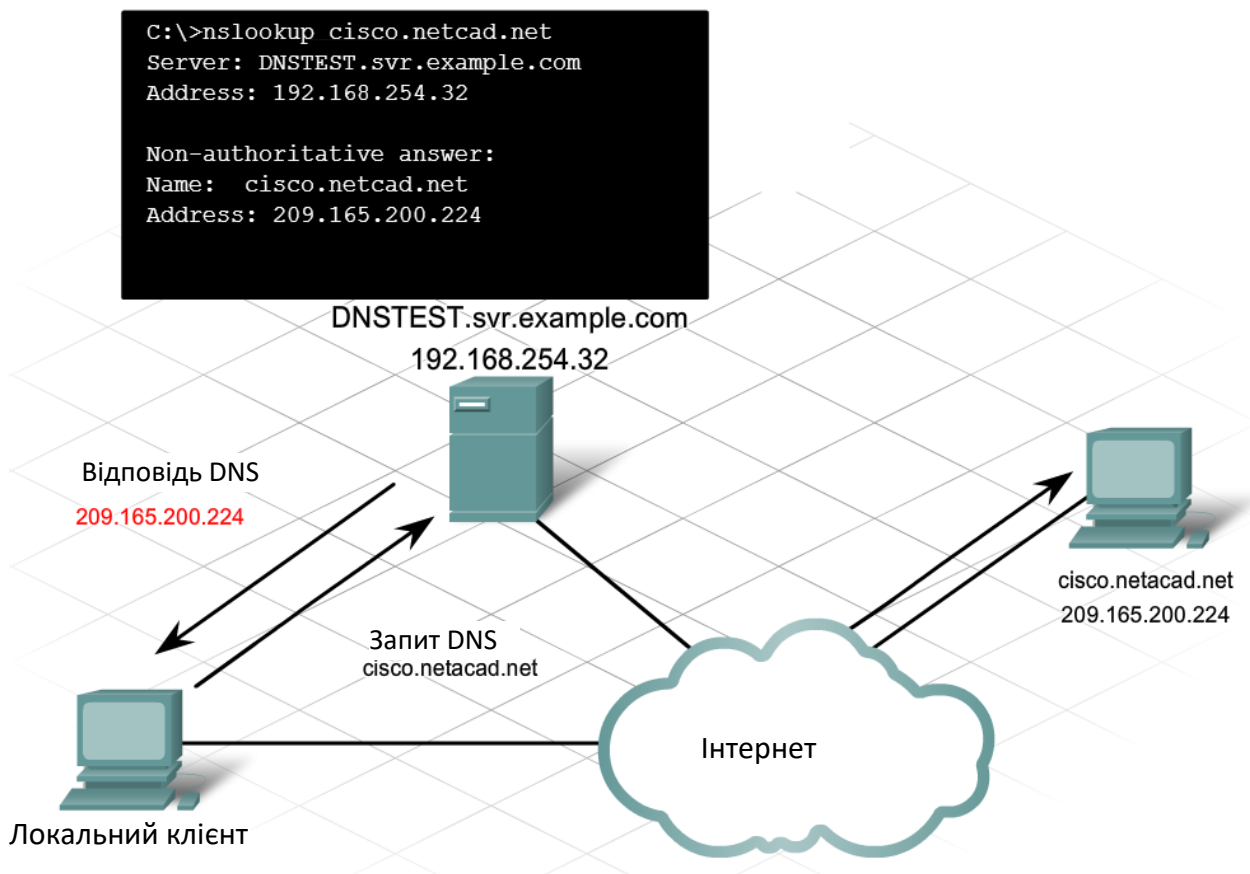 C:\>nslookup cisco.netcad.net
Server: DNSTEST.svr.example.com
Address: 192.168.254.32
Non-authoritative answer:
Name: cisco.netcad.net
Address: 209.165.200.224
DNSTEST.svr.example.com
192.168.254.32
Відповідь DNS
209.165.200.224
cisco.netacad.net
209.165.200.224
Запит DNS
cisco.netacad.net
Інтернет
Локальний клієнт